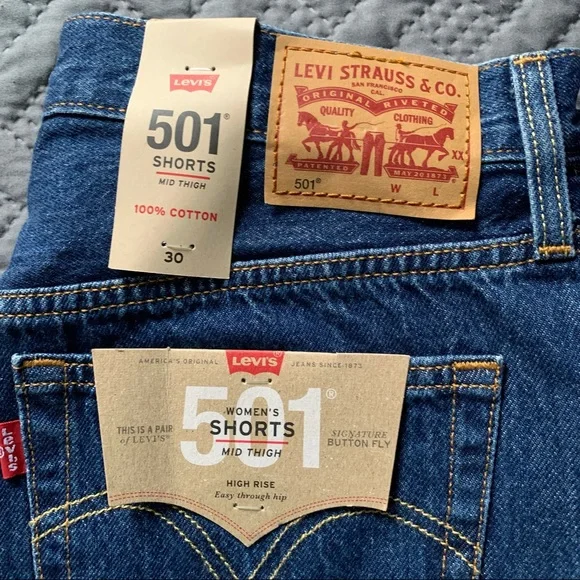 LEVI'S
501®
SHORTS
MID THIGH
100% COTTON
30
LEVI STRAUSS & CO.
SAN FRANCISCO
CAL.
ORIGINAL RIVETED
QUALITY CLOTHING
XX
PATENTED MAY 20 1873
501® W L
AMERICA'S ORIGINAL LEVI'S JEANS SINCE 1873
501®
WOMEN'S
SHORTS
MID THIGH
THIS IS A PAIR
of LEVI'S®
SIGNATURE
BUTTON FLY
HIGH RISE
Easy through hip
LEVI'S